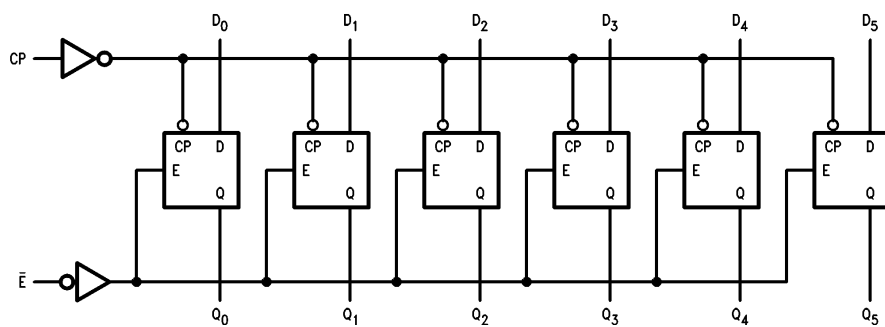 D₀ D₁ D₂ D₃ D₄ D₅
CP
CP D CP D CP D CP D CP D CP D
E E E E E E
Q Q Q Q Q Q
Ē
Q₀ Q₁ Q₂ Q₃ Q₄ Q₅